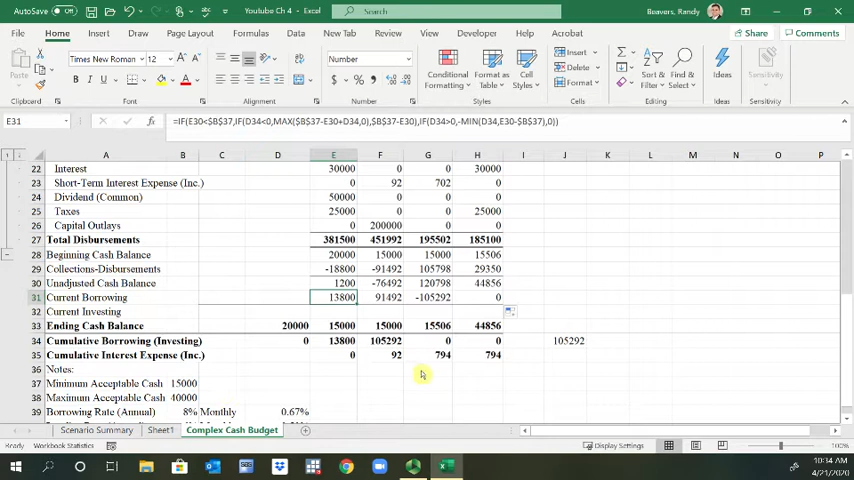 AutoSave Off Youtube Ch 4 - Excel Search Beavers, Randy
File Home Insert Draw Page Layout Formulas Data New Tab Review View Developer Help Acrobat Share Comments
Paste Times New Roman 12 Number Conditional Formatting Format as Table Cell Styles Insert Delete Format Sort & Filter Find & Select Ideas Sensitivity
Clipboard Font Alignment Number Styles Cells Editing Ideas Sensitivity
E31 =IF(E30<$B$37,IF(D34<0,MAX($B$37-E30+D34,0),$B$37-E30),IF(D34>0,-MIN(D34,E30-$B$37),0))
1 2
A B C D E F G H I J K L M N O P
22 Interest 30000 0 0 30000
23 Short-Term Interest Expense (Inc.) 0 92 702 0
24 Dividend (Common) 50000 0 0 0
25 Taxes 25000 0 0 25000
26 Capital Outlays 0 200000 0 0
27 Total Disbursements 381500 451992 195502 185100
28 Beginning Cash Balance 20000 15000 15000 15506
29 Collections-Disbursements -18800 -91492 105798 29350
30 Unadjusted Cash Balance 1200 -76492 120798 44856
31 Current Borrowing 13800 91492 -105292 0
32 Current Investing
33 Ending Cash Balance 20000 15000 15000 15506 44856
34 Cumulative Borrowing (Investing) 0 13800 105292 0 0 105292
35 Cumulative Interest Expense (Inc.) 0 92 794 794
36 Notes:
37 Minimum Acceptable Cash 15000
38 Maximum Acceptable Cash 40000
39 Borrowing Rate (Annual) 8% Monthly 0.67%
Scenario Summary Sheet1 Complex Cash Budget
Ready Workbook Statistics Display Settings 100%
10:34 AM
4/21/2020